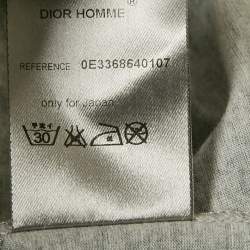 DIOR HOMME®
REFERENCE 0E3368640107
only for Japan
30